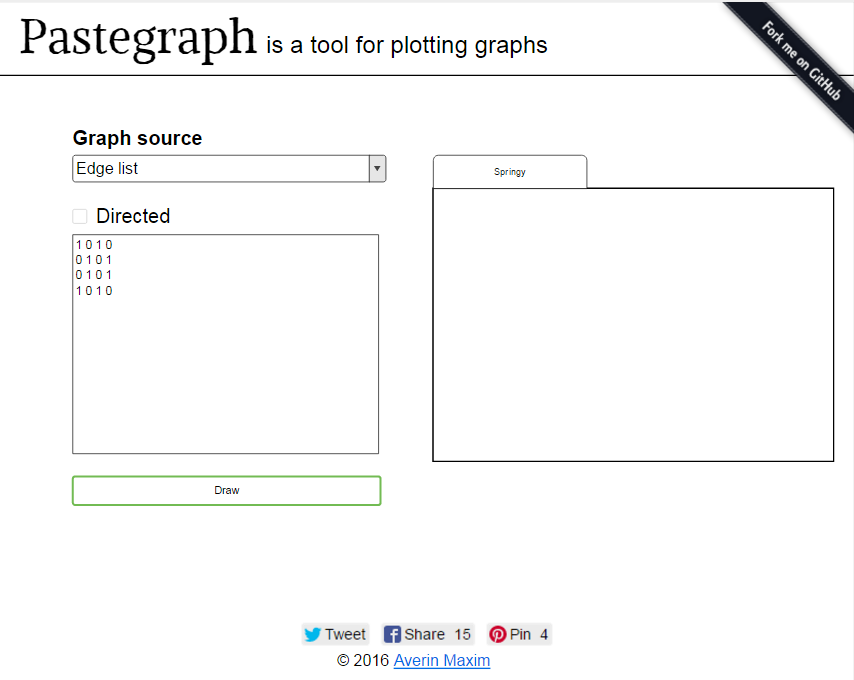 Pastegraph is a tool for plotting graphs
Fork me on GitHub
Graph source
Edge list
Directed
1 0 1 0
0 1 0 1
0 1 0 1
1 0 1 0
Draw
Springy
Tweet Share 15 Pin 4
© 2016 Averin Maxim